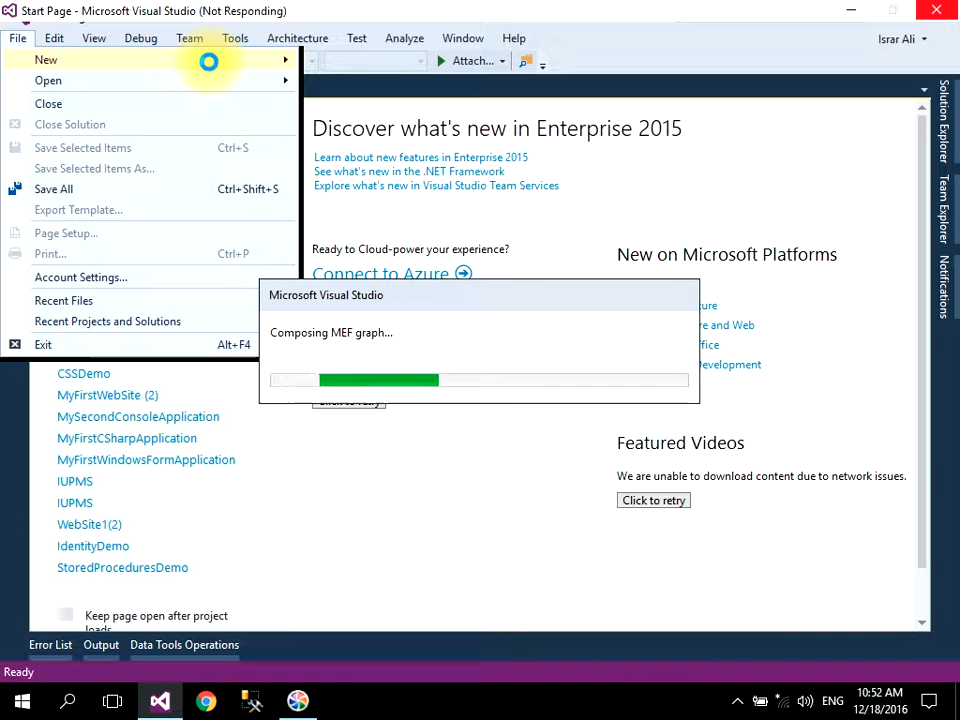 Start Page - Microsoft Visual Studio (Not Responding)
File Edit View Debug Team Tools Architecture Test Analyze Window Help Israr Ali
Attach...
New
Open
Close
Close Solution
Save Selected Items Ctrl+S
Save Selected Items As...
Save All Ctrl+Shift+S
Export Template...
Page Setup...
Print... Ctrl+P
Account Settings...
Recent Files
Recent Projects and Solutions
Exit Alt+F4
Discover what's new in Enterprise 2015
Learn about new features in Enterprise 2015
See what's new in the .NET Framework
Explore what's new in Visual Studio Team Services
Ready to Cloud-power your experience?
Connect to Azure
New on Microsoft Platforms
ure
re and Web
ffice
Development
Microsoft Visual Studio
Composing MEF graph...
Click to retry
CSSDemo
MyFirstWebSite (2)
MySecondConsoleApplication
MyFirstCSharpApplication
MyFirstWindowsFormApplication
IUPMS
IUPMS
WebSite1(2)
IdentityDemo
StoredProceduresDemo
Keep page open after project
loads
Featured Videos
We are unable to download content due to network issues.
Click to retry
Solution Explorer
Team Explorer
Notifications
Error List Output Data Tools Operations
Ready
ENG
10:52 AM
12/18/2016